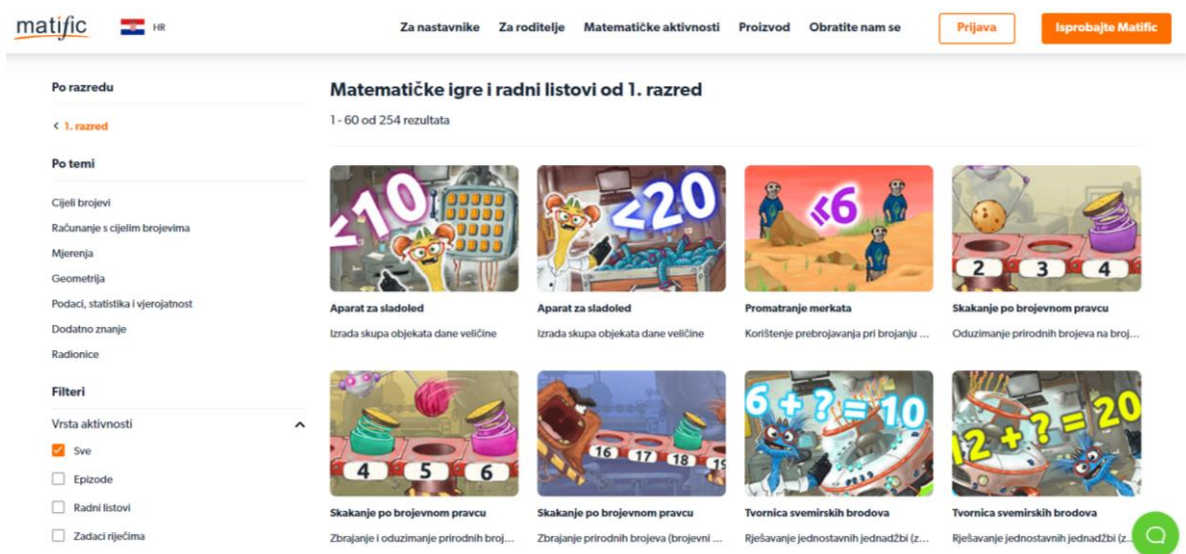 matific
HR
Za nastavnike
Za roditelje
Matematičke aktivnosti
Proizvod
Obratite nam se
Prijava
Isprobajte Matific
Po razredu
< 1. razred
Po temi
Cijeli brojevi
Računanje s cijelim brojevima
Mjerenja
Geometrija
Podaci, statistika i vjerojatnost
Dodatno znanje
Radionice
Filteri
Vrsta aktivnosti
Sve
Epizode
Radni listovi
Zadaci riječima
Matematičke igre i radni listovi od 1. razred
1 - 60 od 254 rezultata
<10
Aparat za sladoled
Izrada skupa objekata dane veličine
<20
Aparat za sladoled
Izrada skupa objekata dane veličine
≤6
Promatranje merkata
Korištenje prebrojavanja pri brojanju ...
2 3 4
Skakanje po brojevnom pravcu
Oduzimanje prirodnih brojeva na broj...
4 5 6
Skakanje po brojevnom pravcu
Zbrajanje i oduzimanje prirodnih broj...
16 17 18 19
Skakanje po brojevnom pravcu
Zbrajanje prirodnih brojeva (brojevni ...
6 + ? = 10
Tvornica svemirskih brodova
Rješavanje jednostavnih jednadžbi (z...
12 + ? = 20
Tvornica svemirskih brodova
Rješavanje jednostavnih jednadžbi (z...